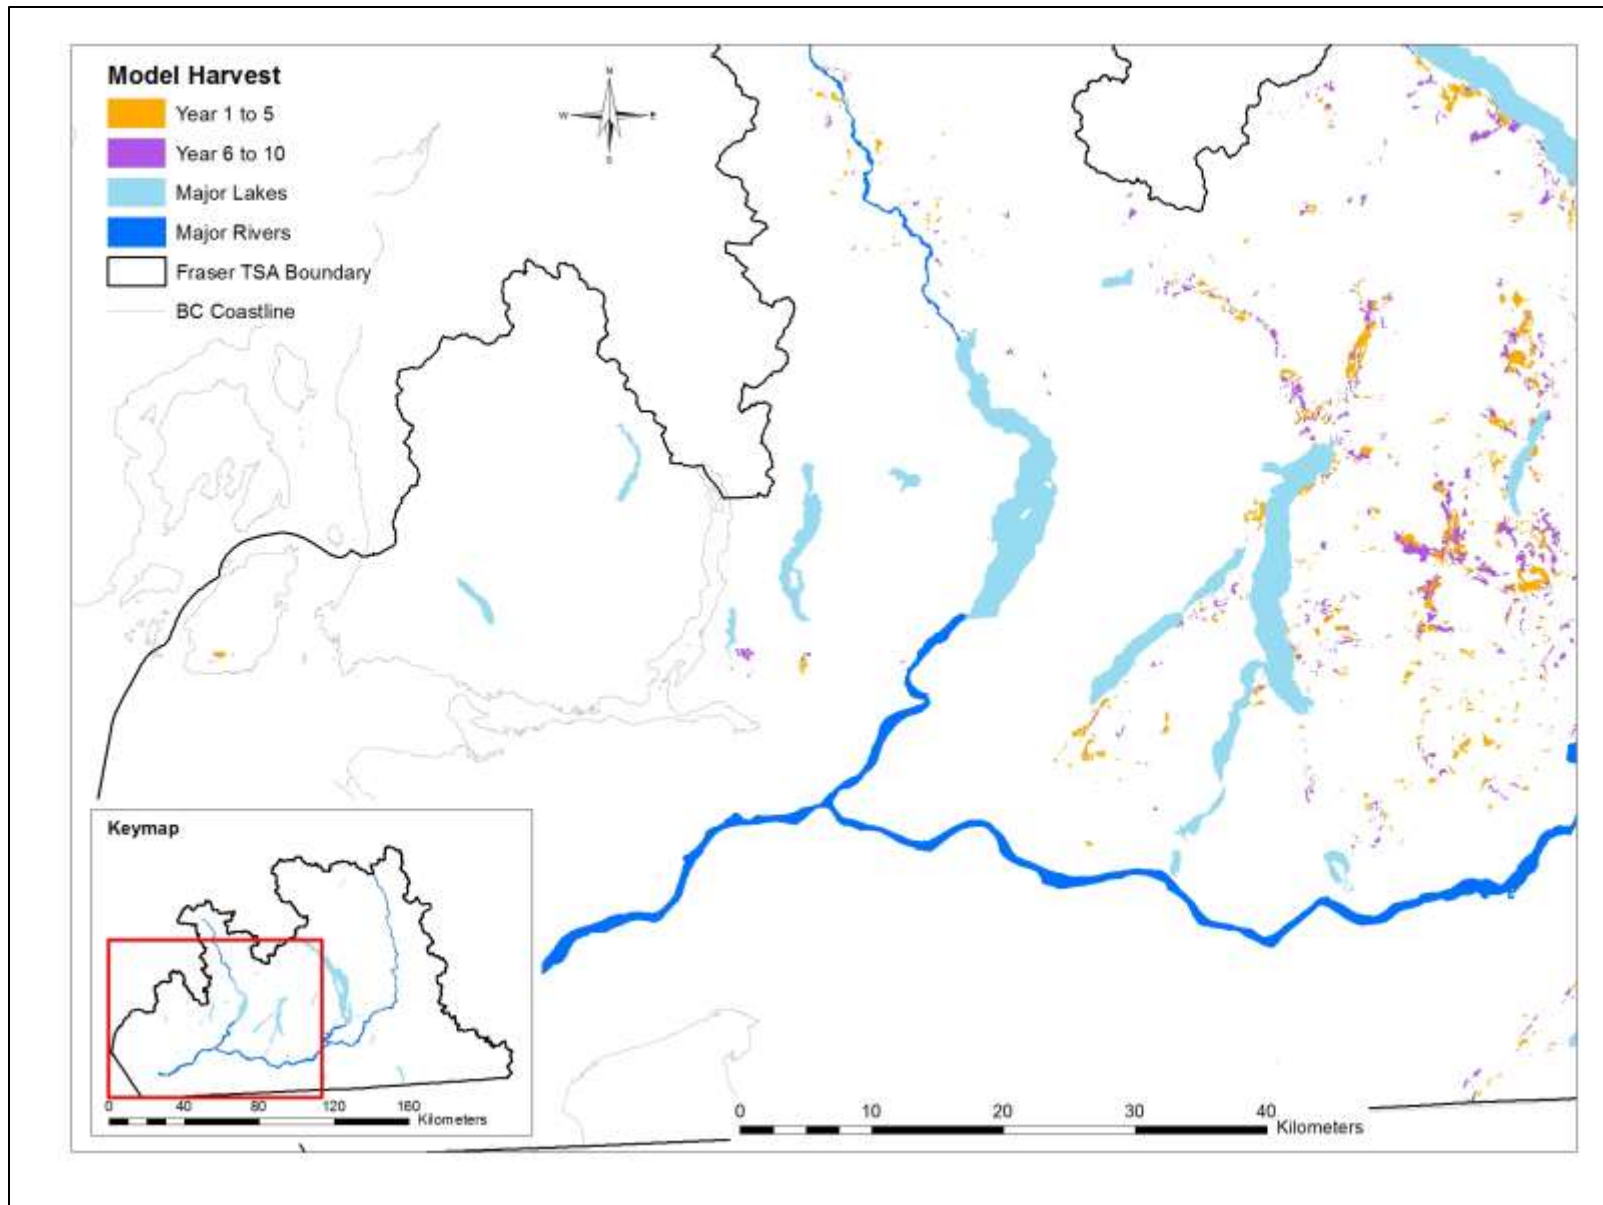 Model Harvest
Year 1 to 5
Year 6 to 10
Major Lakes
Major Rivers
Fraser TSA Boundary
BC Coastline
N
W E
S
Keymap
0 40 80 120 160
Kilometers
0 10 20 30 40
Kilometers